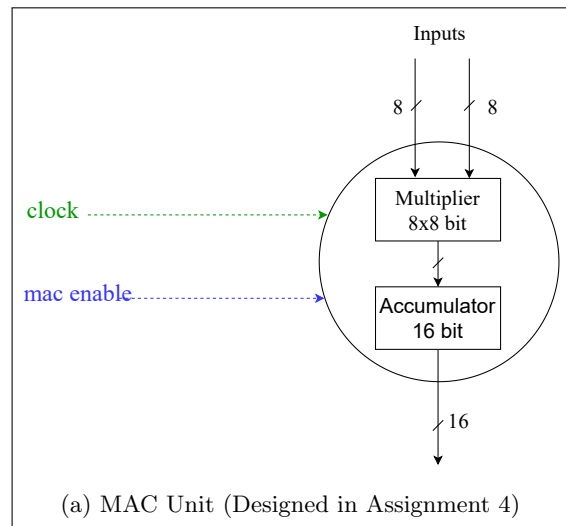 Inputs
8
8
clock
Multiplier
8x8 bit
mac enable
Accumulator
16 bit
16
(a) MAC Unit (Designed in Assignment 4)